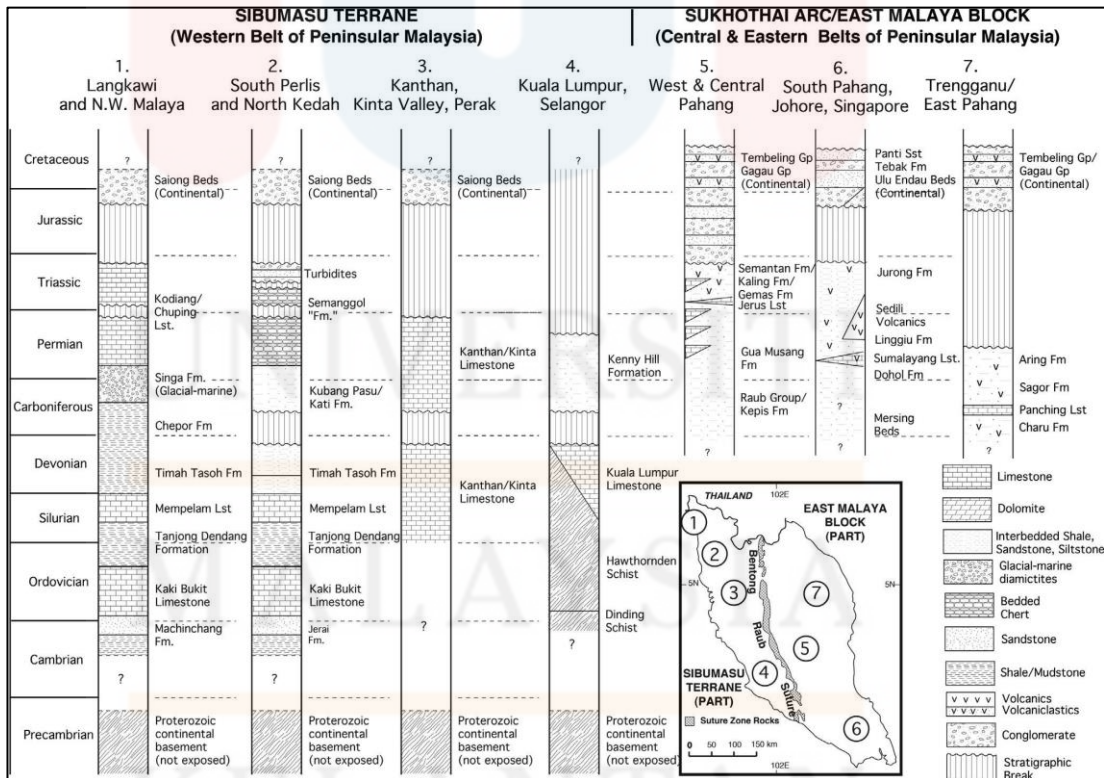 SIBUMASU TERRANE
(Western Belt of Peninsular Malaysia)
SUKHOTHAI ARC/EAST MALAYA BLOCK
(Central & Eastern Belts of Peninsular Malaysia)
1.
Langkawi
and N.W. Malaya
2.
South Perlis
and North Kedah
3.
Kanthan,
Kinta Valley, Perak
4.
Kuala Lumpur,
Selangor
5.
West & Central
Pahang
6.
South Pahang,
Johore, Singapore
7.
Trengganu/
East Pahang
Cretaceous
Jurassic
Triassic
Permian
Carboniferous
Devonian
Silurian
Ordovician
Cambrian
Precambrian
?
Saiong Beds
(Continental)
Kodiang/
Chuping
Lst.
Singa Fm.
(Glacial-marine)
Chepor Fm
Timah Tasoh Fm
Mempelam Lst
Tanjong Dendang
Formation
Kaki Bukit
Limestone
Machinchang
Fm.
?
Proterozoic
continental
basement
(not exposed)
?
Saiong Beds
(Continental)
Turbidites
Semanggol
"Fm."
Kubang Pasu/
Kati Fm.
Timah Tasoh Fm
Mempelam Lst
Tanjong Dendang
Formation
Kaki Bukit
Limestone
Jerai
Fm.
?
Proterozoic
continental
basement
(not exposed)
?
Saiong Beds
(Continental)
Kanthan/Kinta
Limestone
Kanthan/Kinta
Limestone
?
Proterozoic
continental
basement
(not exposed)
?
Kenny Hill
Formation
Kuala Lumpur
Limestone
Hawthornden
Schist
Dinding
Schist
?
Proterozoic
continental
basement
(not exposed)
Tembeling Gp
Gagau Gp
(Continental)
Semantan Fm/
Kaling Fm/
Gemas Fm
Jerus Lst
Gua Musang
Fm
Raub Group/
Kepis Fm
?
Panti Sst
Tebak Fm
Ulu Endau Beds
(Continental)
Jurong Fm
Sedili
Volcanics
Linggiu Fm
Sumalayang Lst.
Dohol Fm
?
Mersing
Beds
?
Tembeling Gp/
Gagau Gp
(Continental)
Aring Fm
Sagor Fm
Panching Lst
Charu Fm
?
THAILAND
102E
EAST MALAYA
BLOCK
(PART)
1
2
3
4
5
6
7
5N
5N
Bentong
Raub
Suture
SIBUMASU
TERRANE
(PART)
Suture Zone Rocks
0 50 100 150 km
102E
Limestone
Dolomite
Interbedded Shale,
Sandstone, Siltstone
Glacial-marine
diamictites
Bedded
Chert
Sandstone
Shale/Mudstone
Volcanics
Volcaniclastics
Conglomerate
Stratigraphic
Break
UNIVERSITI
MALAYSIA